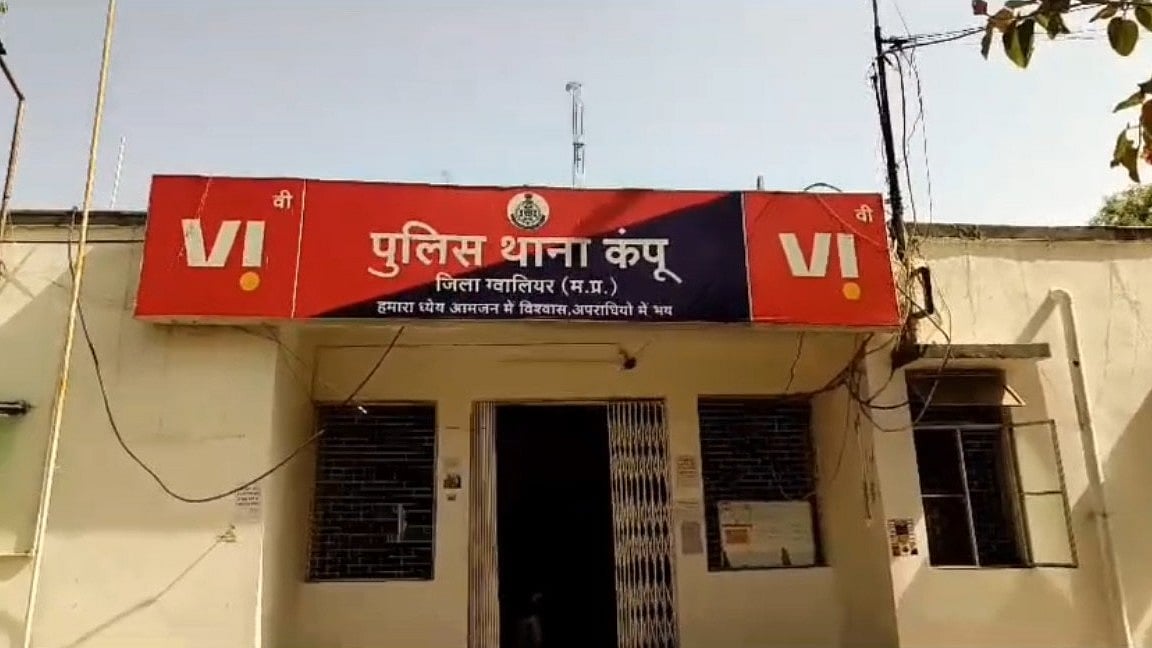 वी
VI
पुलिस थाना कंपू
जिला ग्वालियर (म.प्र.)
हमारा ध्येय आमजन में विश्वास,अपराधियो में भय
वी
VI